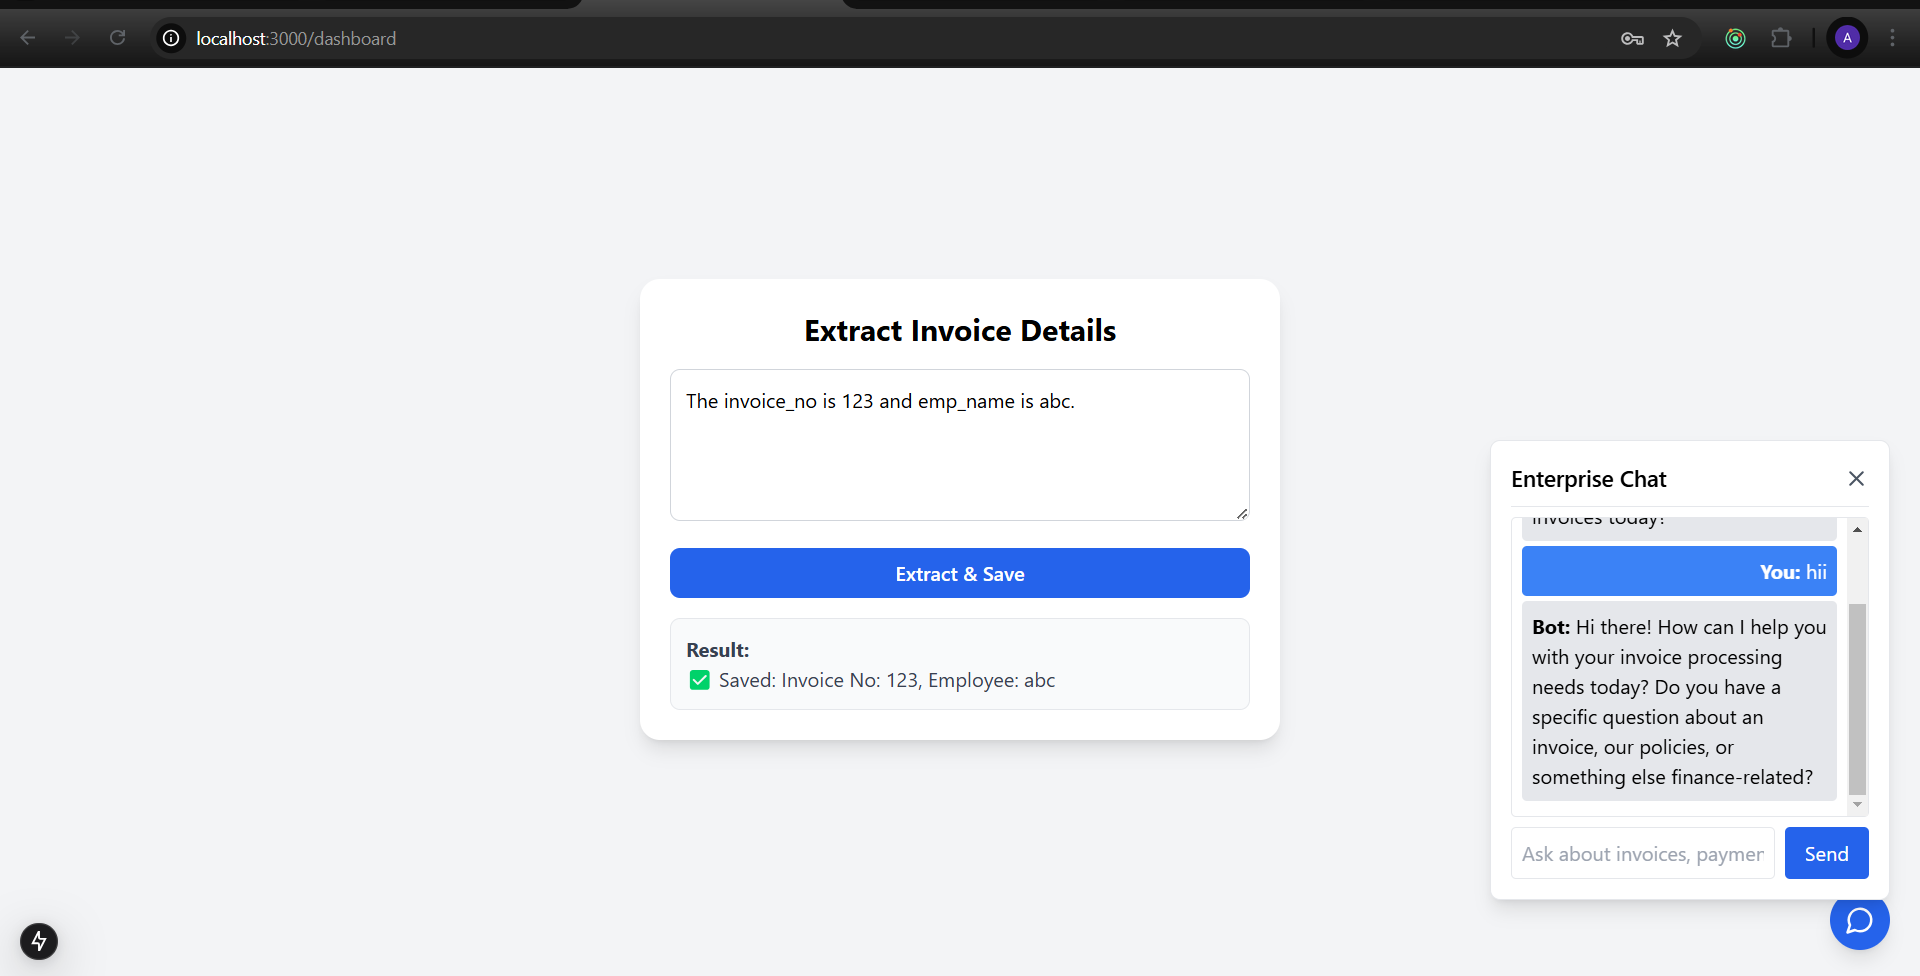 localhost:3000/dashboard
A
Extract Invoice Details
The invoice_no is 123 and emp_name is abc.
Extract & Save
Result:
✅ Saved: Invoice No: 123, Employee: abc
Enterprise Chat
invoices today?
You: hii
Bot: Hi there! How can I help you
with your invoice processing
needs today? Do you have a
specific question about an
invoice, our policies, or
something else finance-related?
Ask about invoices, paymen
Send